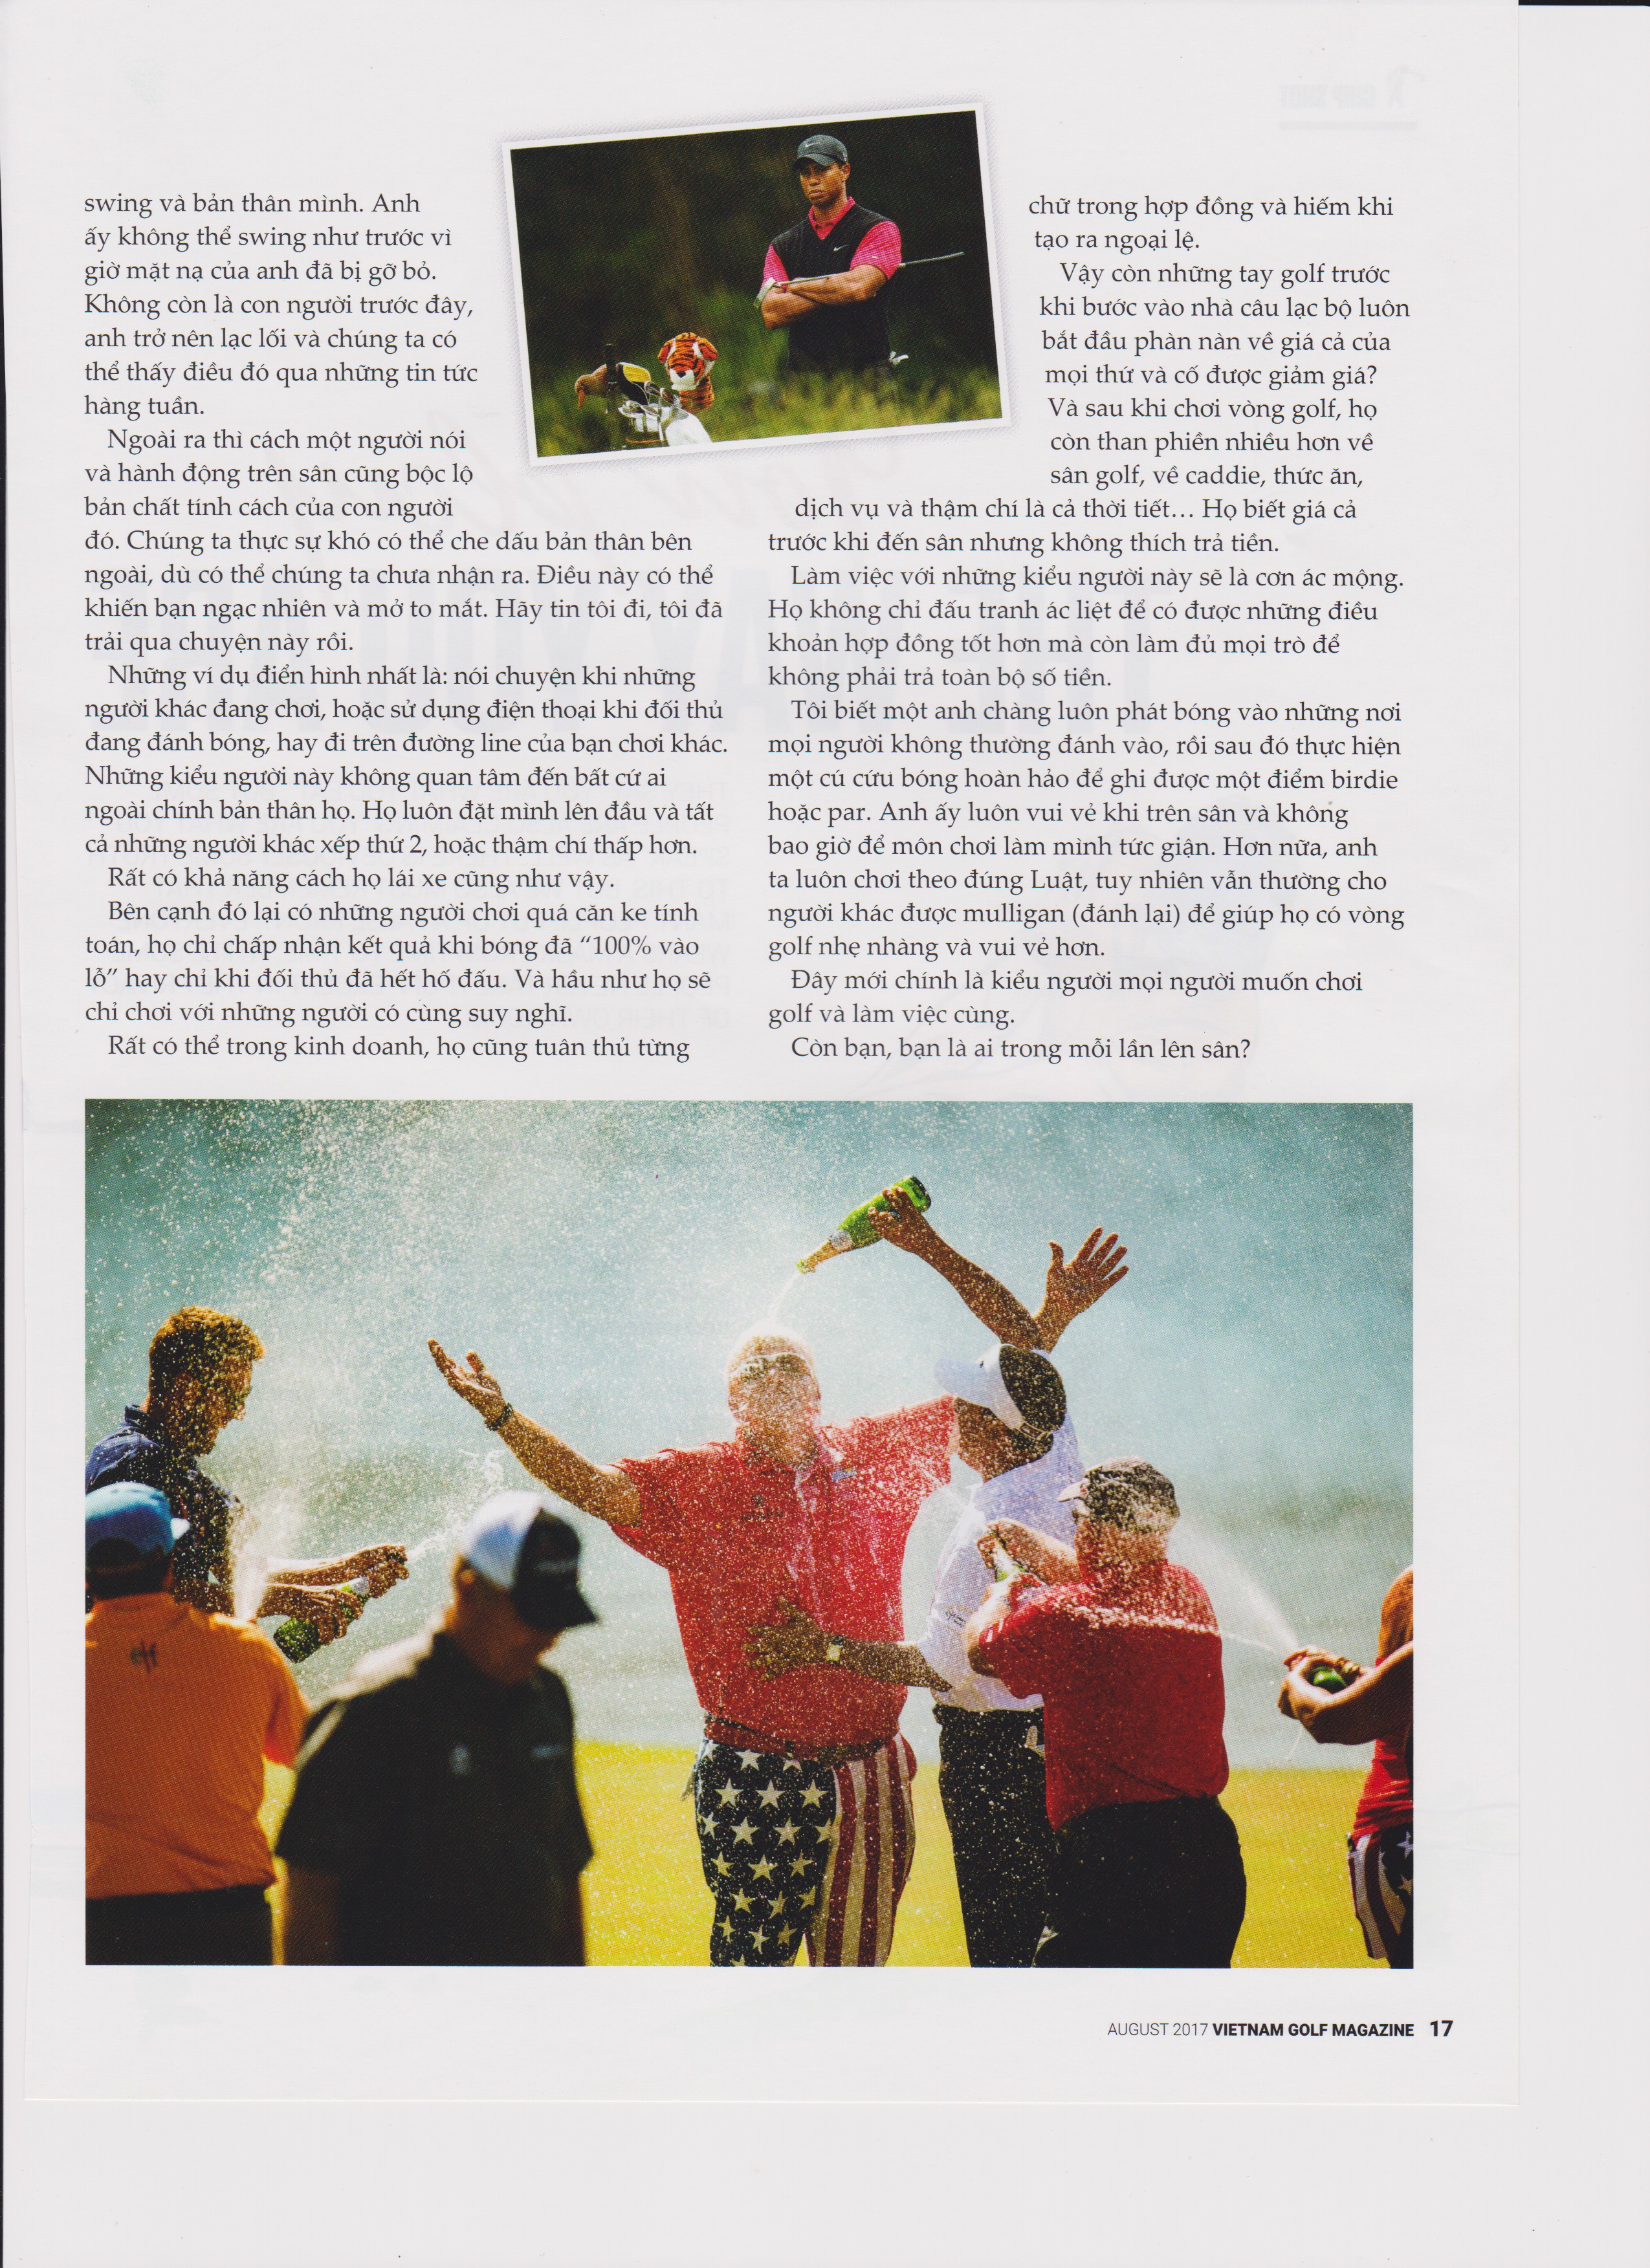 swing và bản thân mình. Anh
ấy không thể swing như trước vì
giờ mặt nạ của anh đã bị gỡ bỏ.
Không còn là con người trước đây,
anh trở nên lạc lối và chúng ta có
thể thấy điều đó qua những tin tức
hàng tuần.
Ngoài ra thì cách một người nói
và hành động trên sân cũng bộc lộ
bản chất tính cách của con người
đó. Chúng ta thực sự khó có thể che dấu bản thân bên
ngoài, dù có thể chúng ta chưa nhận ra. Điều này có thể
khiến bạn ngạc nhiên và mở to mắt. Hãy tin tôi đi, tôi đã
trải qua chuyện này rồi.
Những ví dụ điển hình nhất là: nói chuyện khi những
người khác đang chơi, hoặc sử dụng điện thoại khi đối thủ
đang đánh bóng, hay đi trên đường line của bạn chơi khác.
Những kiểu người này không quan tâm đến bất cứ ai
ngoài chính bản thân họ. Họ luôn đặt mình lên đầu và tất
cả những người khác xếp thứ 2, hoặc thậm chí thấp hơn.
Rất có khả năng cách họ lái xe cũng như vậy.
Bên cạnh đó lại có những người chơi quá căn ke tính
toán, họ chỉ chấp nhận kết quả khi bóng đã “100% vào
lỗ” hay chỉ khi đối thủ đã hết hố đấu. Và hầu như họ sẽ
chỉ chơi với những người có cùng suy nghĩ.
Rất có thể trong kinh doanh, họ cũng tuân thủ từng
chữ trong hợp đồng và hiếm khi
tạo ra ngoại lệ.
Vậy còn những tay golf trước
khi bước vào nhà câu lạc bộ luôn
bắt đầu phàn nàn về giá cả của
mọi thứ và cố được giảm giá?
Và sau khi chơi vòng golf, họ
còn than phiền nhiều hơn về
sân golf, về caddie, thức ăn,
dịch vụ và thậm chí là cả thời tiết… Họ biết giá cả
trước khi đến sân nhưng không thích trả tiền.
Làm việc với những kiểu người này sẽ là cơn ác mộng.
Họ không chỉ đấu tranh ác liệt để có được những điều
khoản hợp đồng tốt hơn mà còn làm đủ mọi trò để
không phải trả toàn bộ số tiền.
Tôi biết một anh chàng luôn phát bóng vào những nơi
mọi người không thường đánh vào, rồi sau đó thực hiện
một cú cứu bóng hoàn hảo để ghi được một điểm birdie
hoặc par. Anh ấy luôn vui vẻ khi trên sân và không
bao giờ để môn chơi làm mình tức giận. Hơn nữa, anh
ta luôn chơi theo đúng Luật, tuy nhiên vẫn thường cho
người khác được mulligan (đánh lại) để giúp họ có vòng
golf nhẹ nhàng và vui vẻ hơn.
Đây mới chính là kiểu người mọi người muốn chơi
golf và làm việc cùng.
Còn bạn, bạn là ai trong mỗi lần lên sân?
elf
AUGUST 2017 VIETNAM GOLF MAGAZINE 17